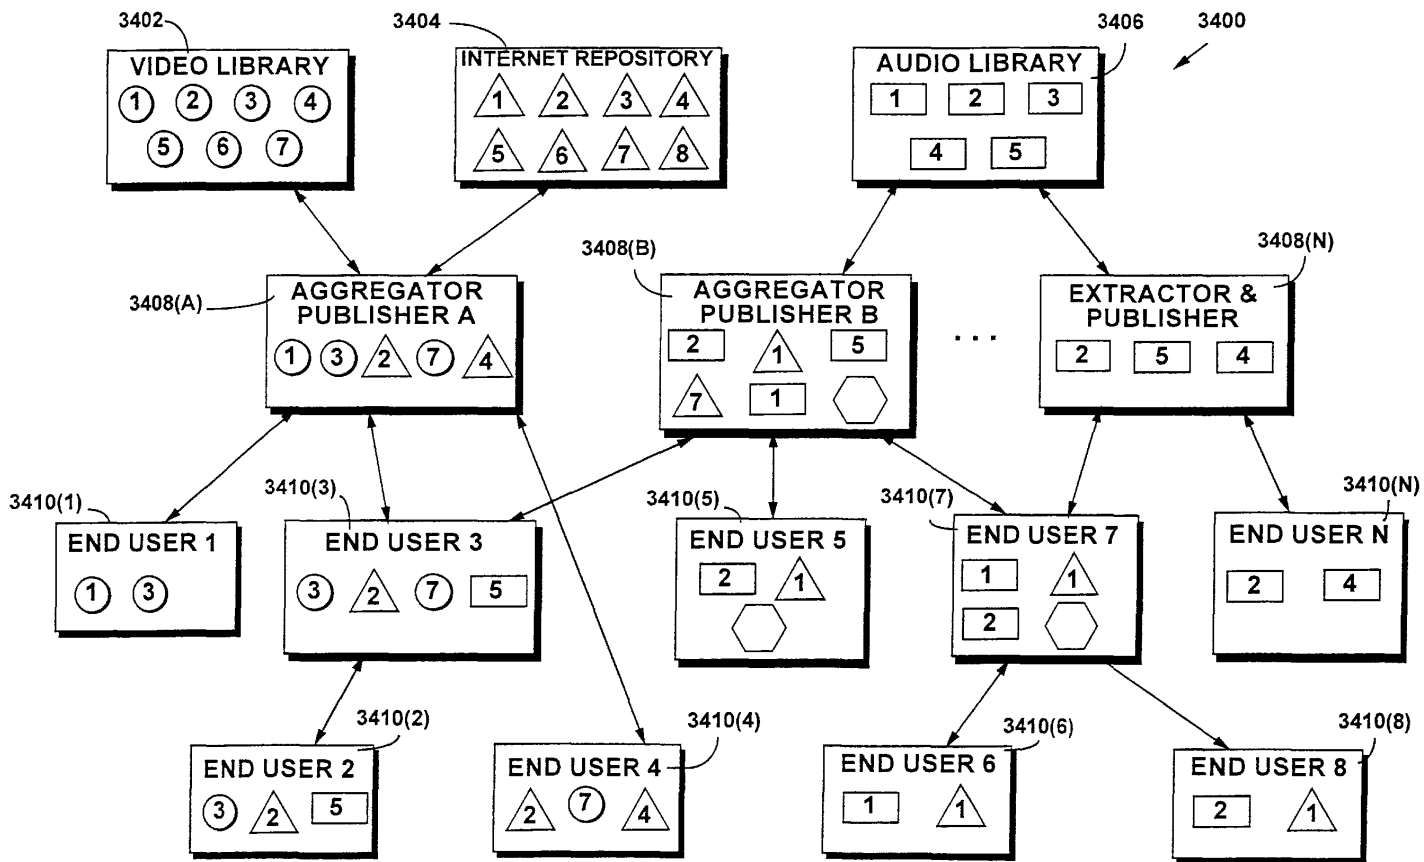 3402
3404
3406
3400
VIDEO LIBRARY
1 2 3 4
5 6 7
INTERNET REPOSITORY
1 2 3 4
5 6 7 8
AUDIO LIBRARY
1 2 3
4 5
3408(A)
AGGREGATOR
PUBLISHER A
1 3 2 7 4
3408(B)
AGGREGATOR
PUBLISHER B
2 1 5
7 1
. . .
3408(N)
EXTRACTOR &
PUBLISHER
2 5 4
3410(1)
END USER 1
1 3
3410(3)
END USER 3
3 2 7 5
3410(5)
END USER 5
2 1
3410(7)
END USER 7
1 1
2
3410(N)
END USER N
2 4
3410(2)
END USER 2
3 2 5
3410(4)
END USER 4
2 7 4
3410(6)
END USER 6
1 1
3410(8)
END USER 8
2 1